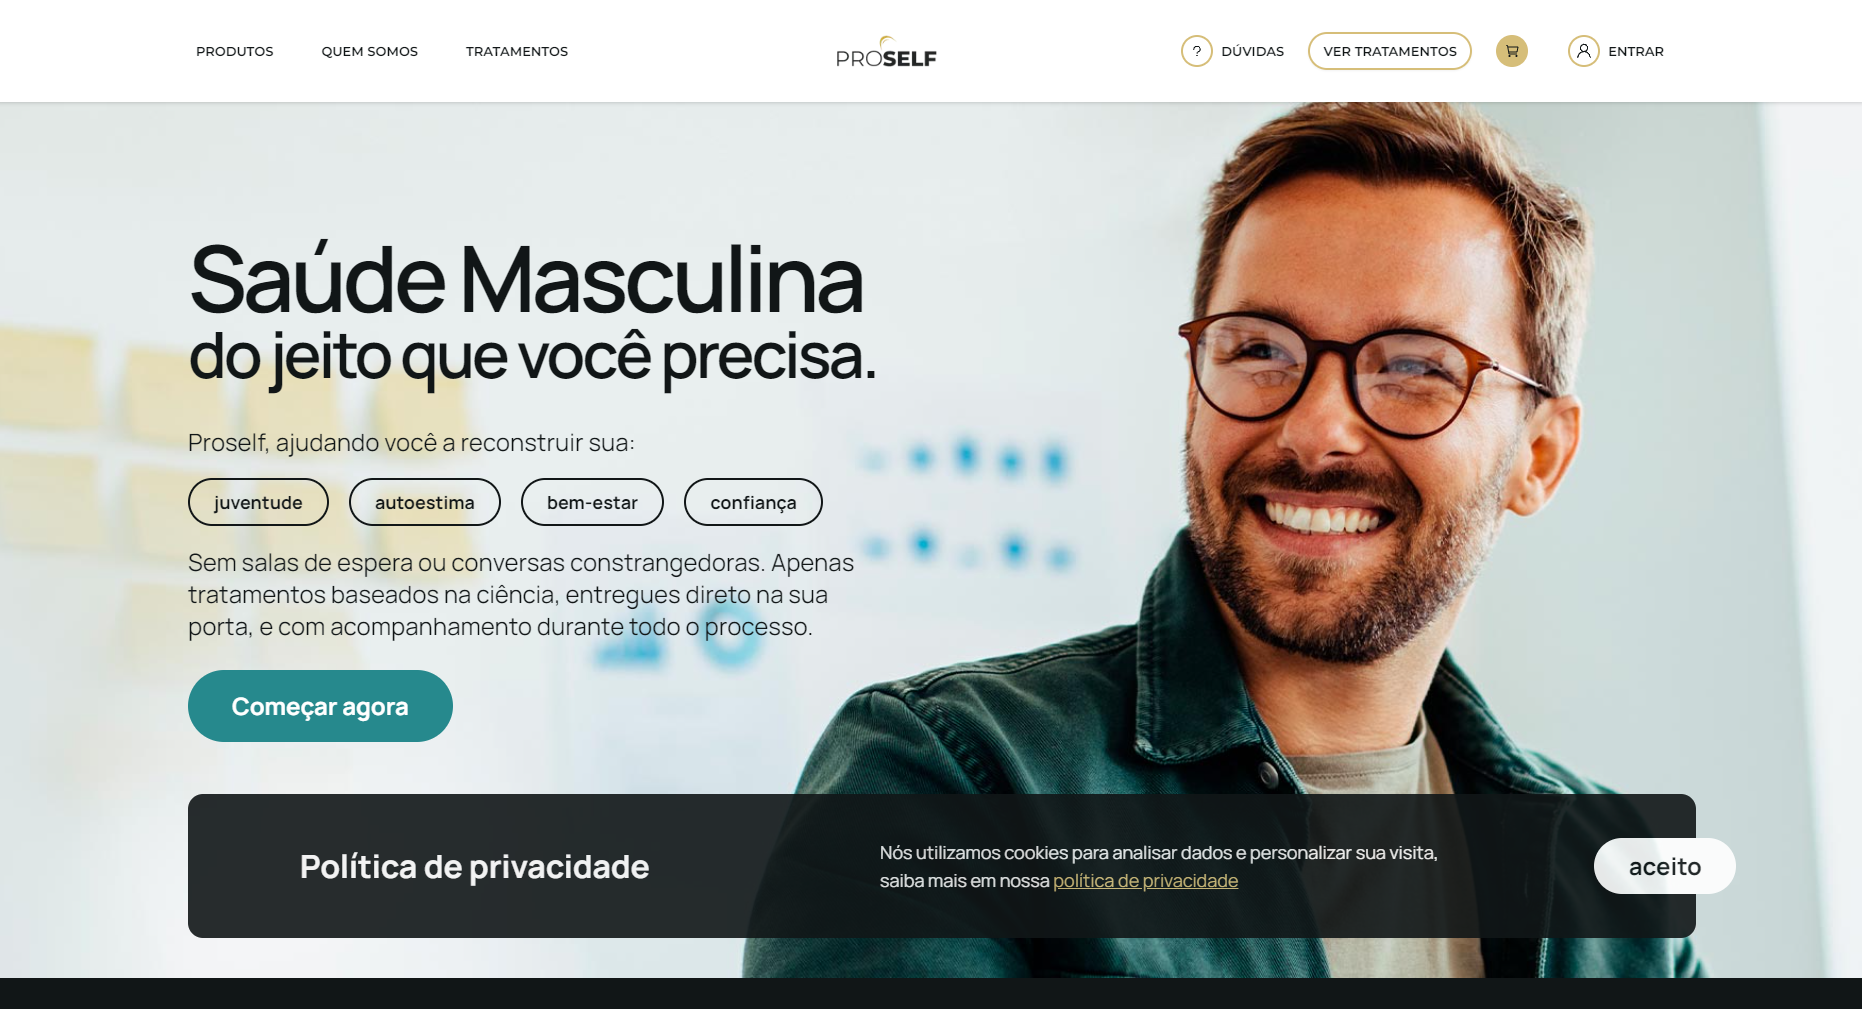 PRODUTOS
QUEM SOMOS
TRATAMENTOS
PROSELF
?
DÚVIDAS
VER TRATAMENTOS
ENTRAR
Saúde Masculina
do jeito que você precisa.
Proself, ajudando você a reconstruir sua:
juventude
autoestima
bem-estar
confiança
Sem salas de espera ou conversas constrangedoras. Apenas
tratamentos baseados na ciência, entregues direto na sua
porta, e com acompanhamento durante todo o processo.
Começar agora
Política de privacidade
Nós utilizamos cookies para analisar dados e personalizar sua visita,
saiba mais em nossa política de privacidade
aceito